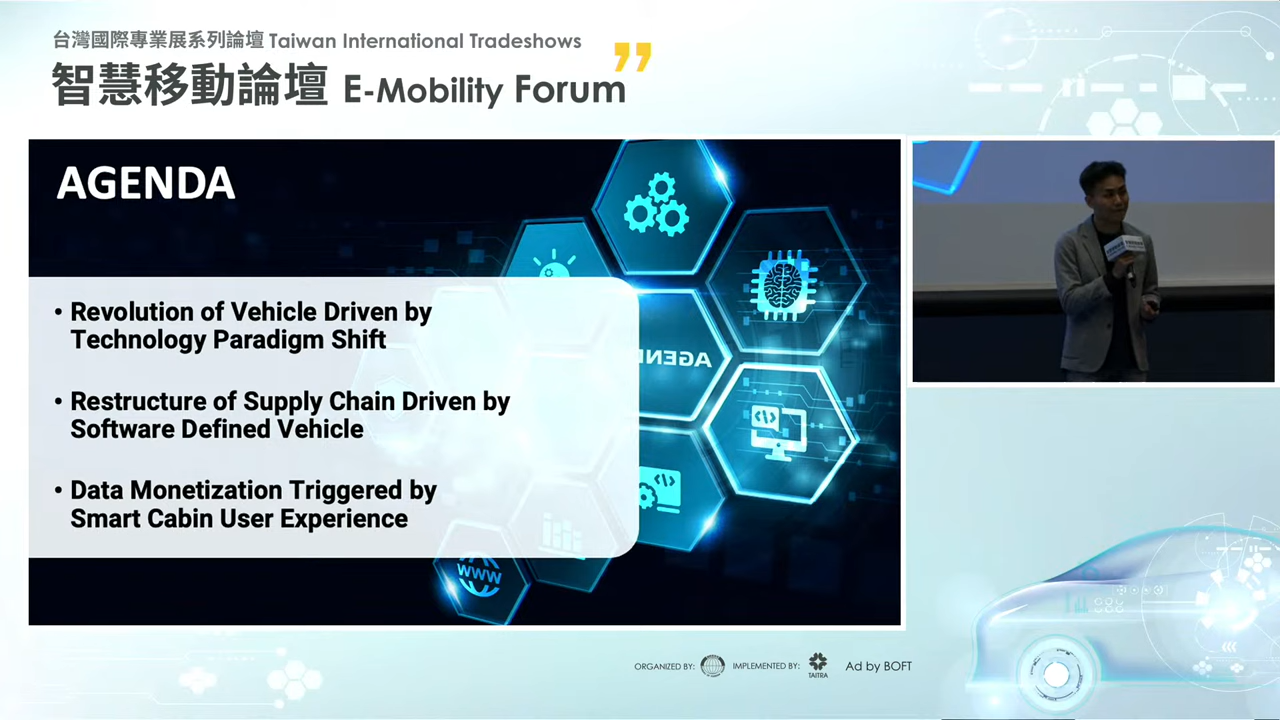 台灣國際專業展系列論壇 Taiwan International Tradeshows
智慧移動論壇 E-Mobility Forum
AGENDA
• Revolution of Vehicle Driven by
Technology Paradigm Shift
• Restructure of Supply Chain Driven by
Software Defined Vehicle
• Data Monetization Triggered by
Smart Cabin User Experience
AGEND
WWW
ORGANIZED BY: IMPLEMENTED BY: TAITRA Ad by BOFT